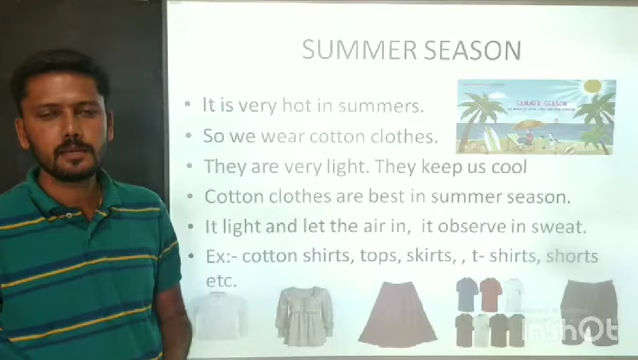 SUMMER SEASON
• It is very hot in summers.
• So we wear cotton clothes.
• They are very light. They keep us cool
• Cotton clothes are best in summer season.
• It light and let the air in, it observe in sweat.
• Ex:- cotton shirts, tops, skirts, , t- shirts, shorts
etc.
SUMMER SEASON
InShOt